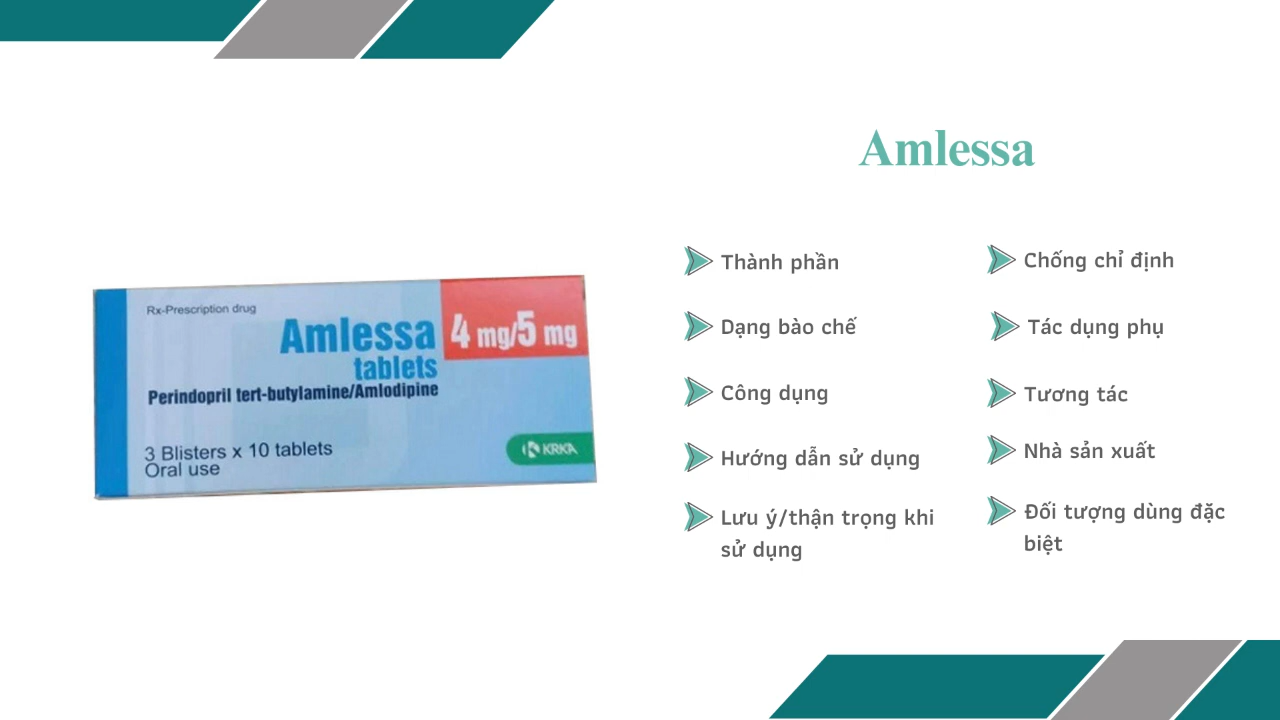 Amlessa
Rx-Prescription drug
Amlessa
4 mg/5 mg
tablets
Perindopril tert-butylamine/Amlodipine
3 Blisters x 10 tablets
Oral use
KRKA
Thành phần
Dạng bào chế
Công dụng
Hướng dẫn sử dụng
Lưu ý/thận trọng khi
sử dụng
Chống chỉ định
Tác dụng phụ
Tương tác
Nhà sản xuất
Đối tượng dùng đặc
biệt